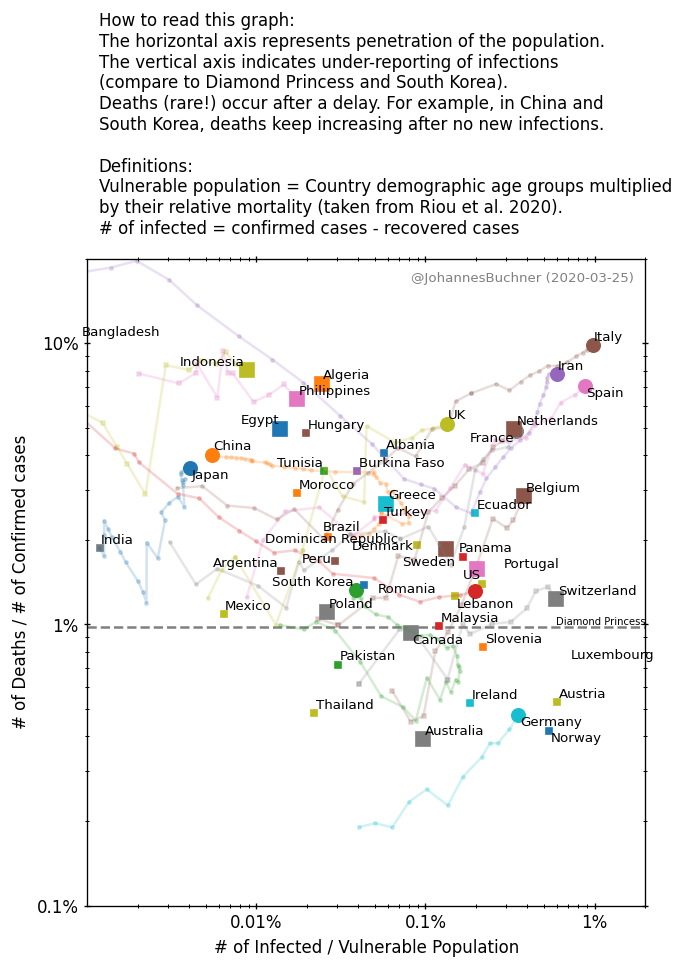 How to read this graph:
The horizontal axis represents penetration of the population.
The vertical axis indicates under-reporting of infections
(compare to Diamond Princess and South Korea).
Deaths (rare!) occur after a delay. For example, in China and
South Korea, deaths keep increasing after no new infections.
Definitions:
Vulnerable population = Country demographic age groups multiplied
by their relative mortality (taken from Riou et al. 2020).
# of infected = confirmed cases - recovered cases
@JohannesBuchner (2020-03-25)
Bangladesh
Italy
10%
Indonesia
Iran
Algeria
Philippines
Spain
UK
Egypt
Hungary
Netherlands
France
China
Albania
Tunisia
Burkina Faso
Japan
Morocco
Belgium
Greece
Ecuador
Turkey
Brazil
India
Dominican Republic
Denmark
Panama
Argentina
Peru
Sweden
Portugal
US
South Korea
Romania
Switzerland
Mexico
Poland
Lebanon
Malaysia
Diamond Princess
1%
Canada
Slovenia
Pakistan
Luxembourg
Thailand
Ireland
Austria
Germany
Australia
Norway
0.1%
0.01%
0.1%
1%
# of Infected / Vulnerable Population
# of Deaths / # of Confirmed cases